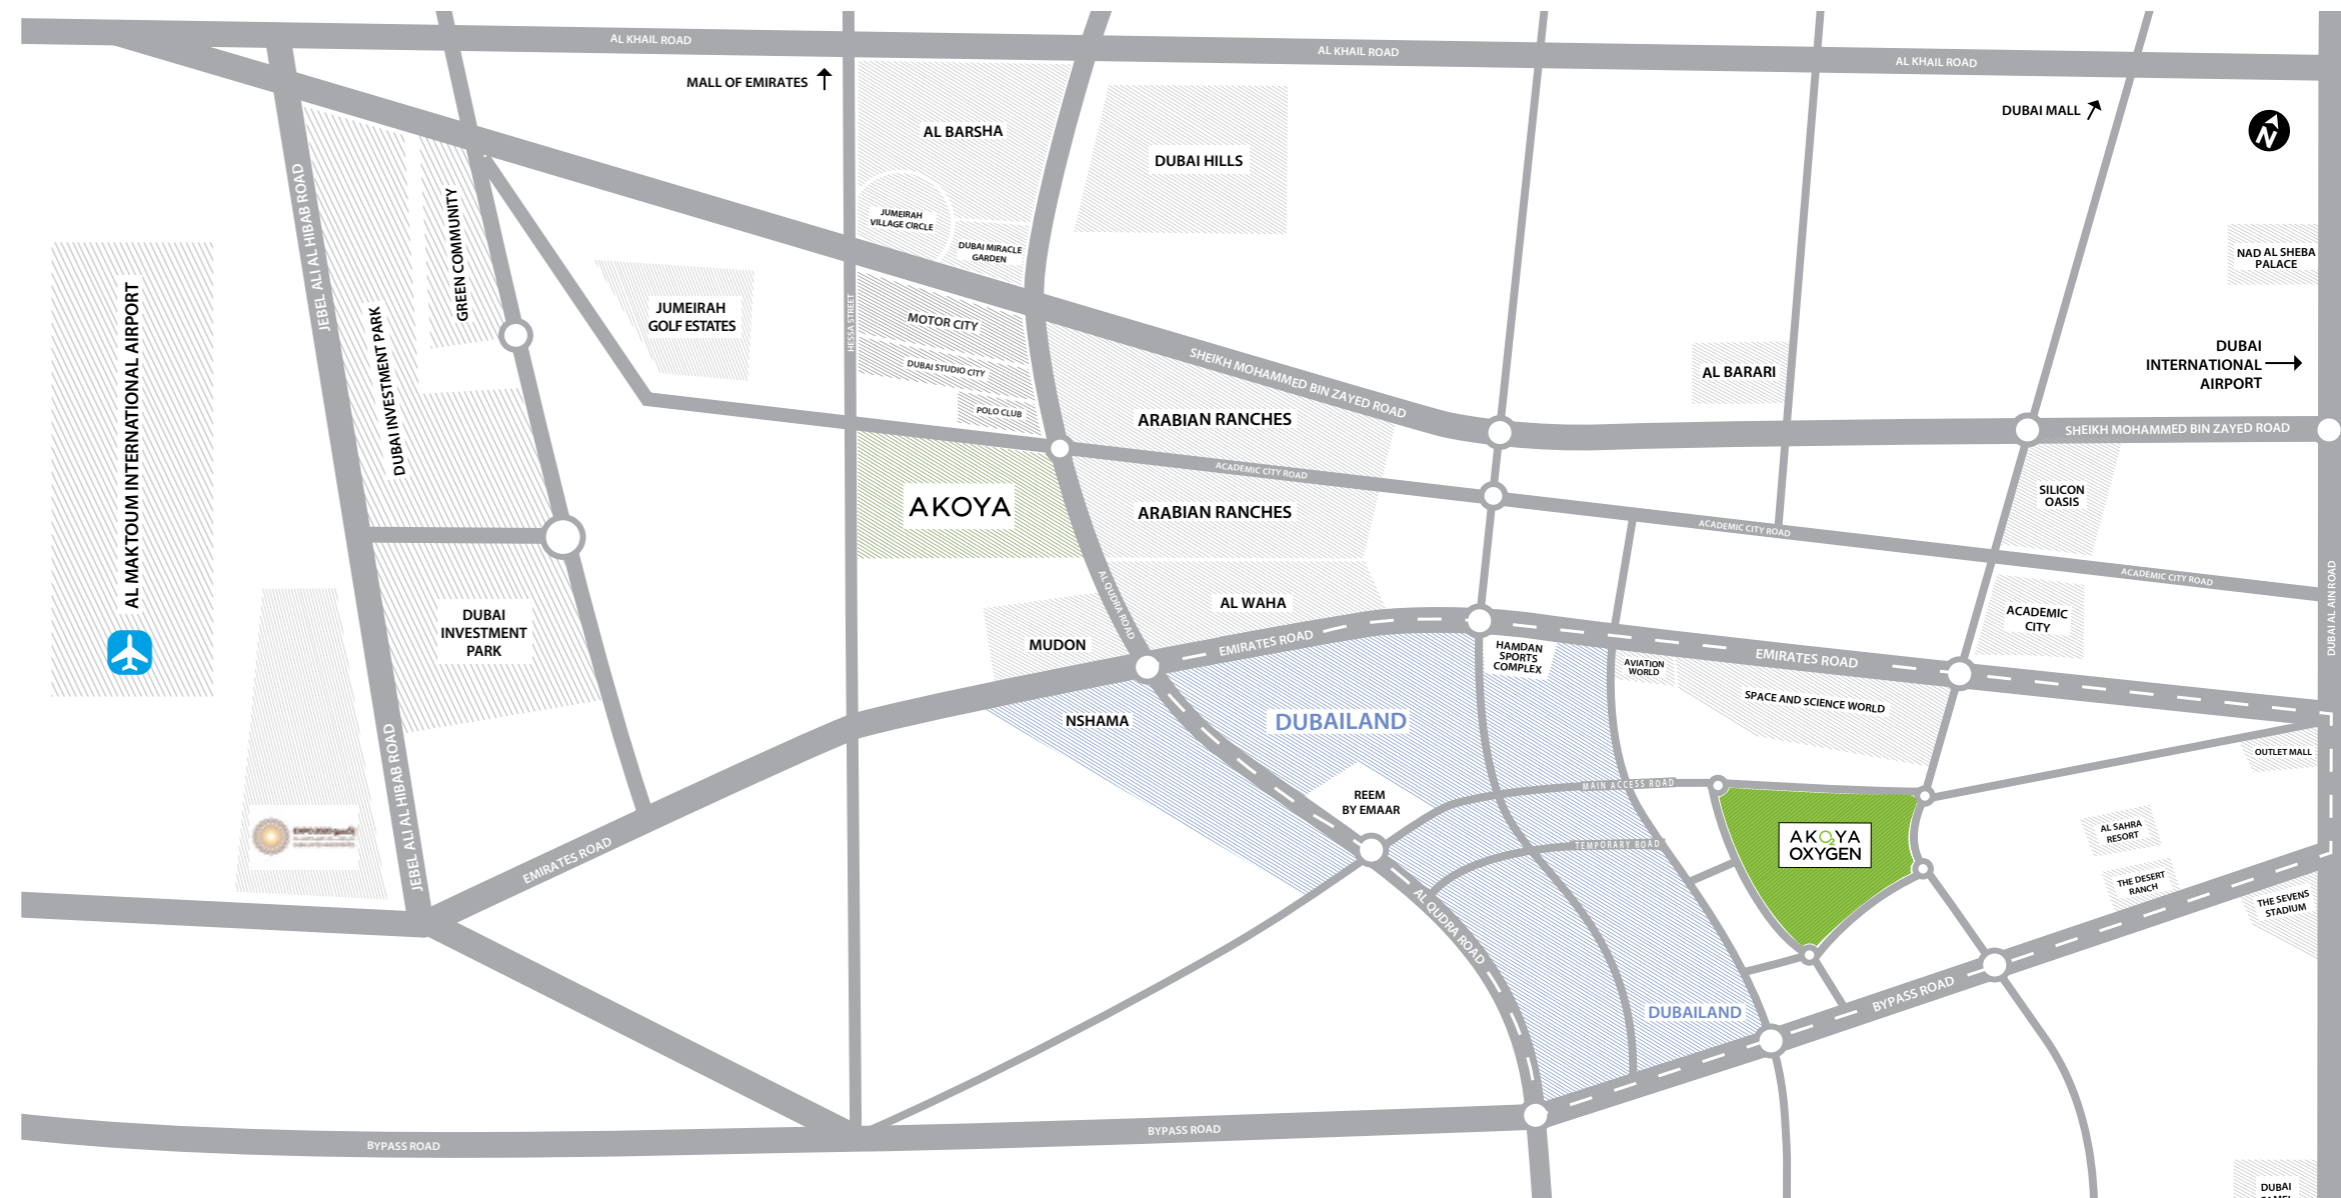 AL KHAIL ROAD
AL KHAIL ROAD
AL KHAIL ROAD
MALL OF EMIRATES
DUBAI MALL
N
AL BARSHA
DUBAI HILLS
JEBEL ALI AL HIBAB ROAD
GREEN COMMUNITY
JUMEIRAH
VILLAGE CIRCLE
DUBAI MIRACLE
GARDEN
NAD AL SHEBA
PALACE
AL MAKTOUM INTERNATIONAL AIRPORT
DUBAI INVESTMENT PARK
JUMEIRAH
GOLF ESTATES
HESSA STREET
MOTOR CITY
DUBAI STUDIO CITY
POLO CLUB
SHEIKH MOHAMMED BIN ZAYED ROAD
AL BARARI
DUBAI
INTERNATIONAL
AIRPORT
ARABIAN RANCHES
SHEIKH MOHAMMED BIN ZAYED ROAD
ACADEMIC CITY ROAD
AKOYA
ARABIAN RANCHES
SILICON
OASIS
ACADEMIC CITY ROAD
ACADEMIC CITY ROAD
AL QUDRA ROAD
AL WAHA
DUBAI AL AIN ROAD
DUBAI
INVESTMENT
PARK
MUDON
EMIRATES ROAD
HAMDAN
SPORTS
COMPLEX
AVIATION
WORLD
EMIRATES ROAD
ACADEMIC
CITY
SPACE AND SCIENCE WORLD
NSHAMA
DUBAILAND
OUTLET MALL
JEBEL ALI AL HIBAB ROAD
REEM
BY EMAAR
MAIN ACCESS ROAD
EXPO 2020
TEMPORARY ROAD
AKO2YA
OXYGEN
AL SAHRA
RESORT
EMIRATES ROAD
THE DESERT
RANCH
THE SEVENS
STADIUM
AL QUDRA ROAD
BYPASS ROAD
DUBAILAND
BYPASS ROAD
BYPASS ROAD
DUBAI